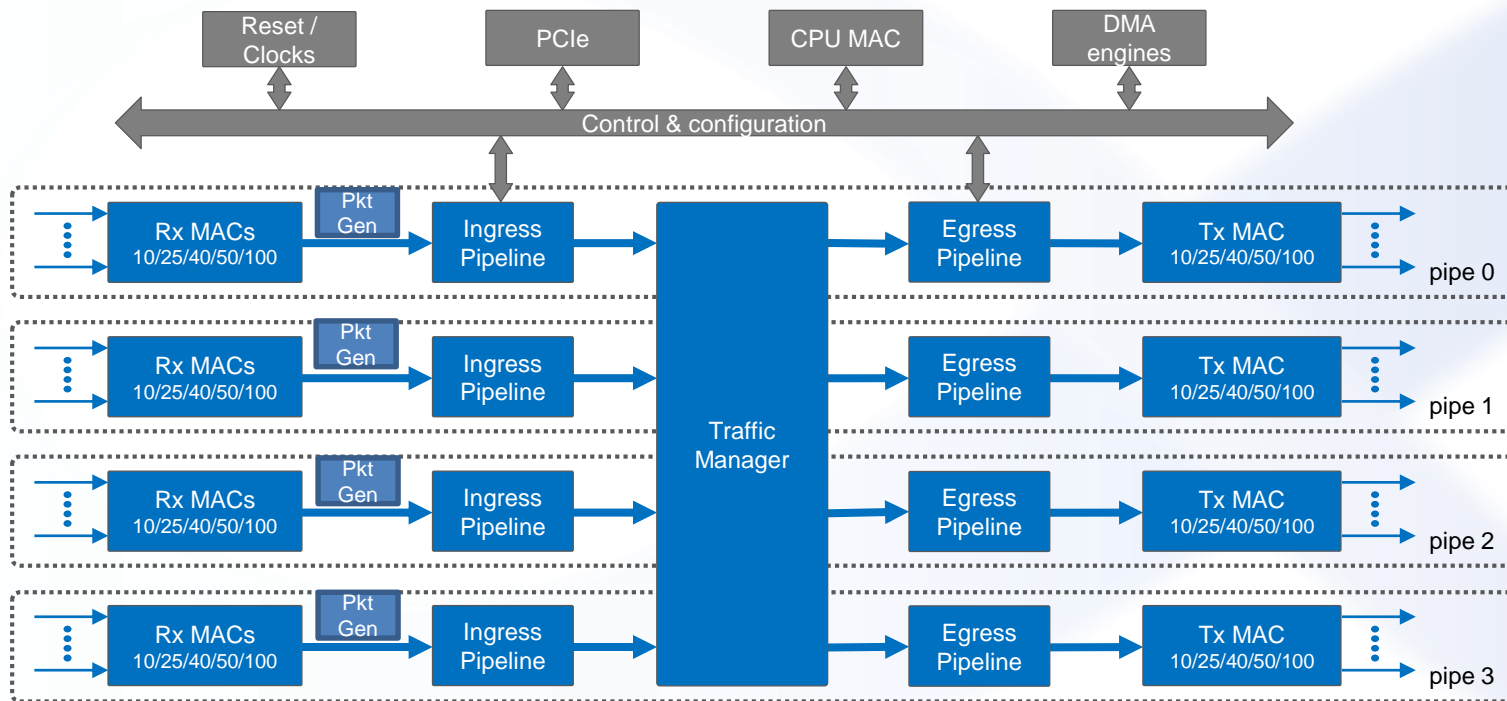 Reset /
Clocks
PCIe
CPU MAC
DMA
engines
Control & configuration
Rx MACs
10/25/40/50/100
Pkt
Gen
Ingress
Pipeline
Egress
Pipeline
Tx MAC
10/25/40/50/100
pipe 0
Rx MACs
10/25/40/50/100
Pkt
Gen
Ingress
Pipeline
Egress
Pipeline
Tx MAC
10/25/40/50/100
pipe 1
Traffic
Manager
Rx MACs
10/25/40/50/100
Pkt
Gen
Ingress
Pipeline
Egress
Pipeline
Tx MAC
10/25/40/50/100
pipe 2
Rx MACs
10/25/40/50/100
Pkt
Gen
Ingress
Pipeline
Egress
Pipeline
Tx MAC
10/25/40/50/100
pipe 3